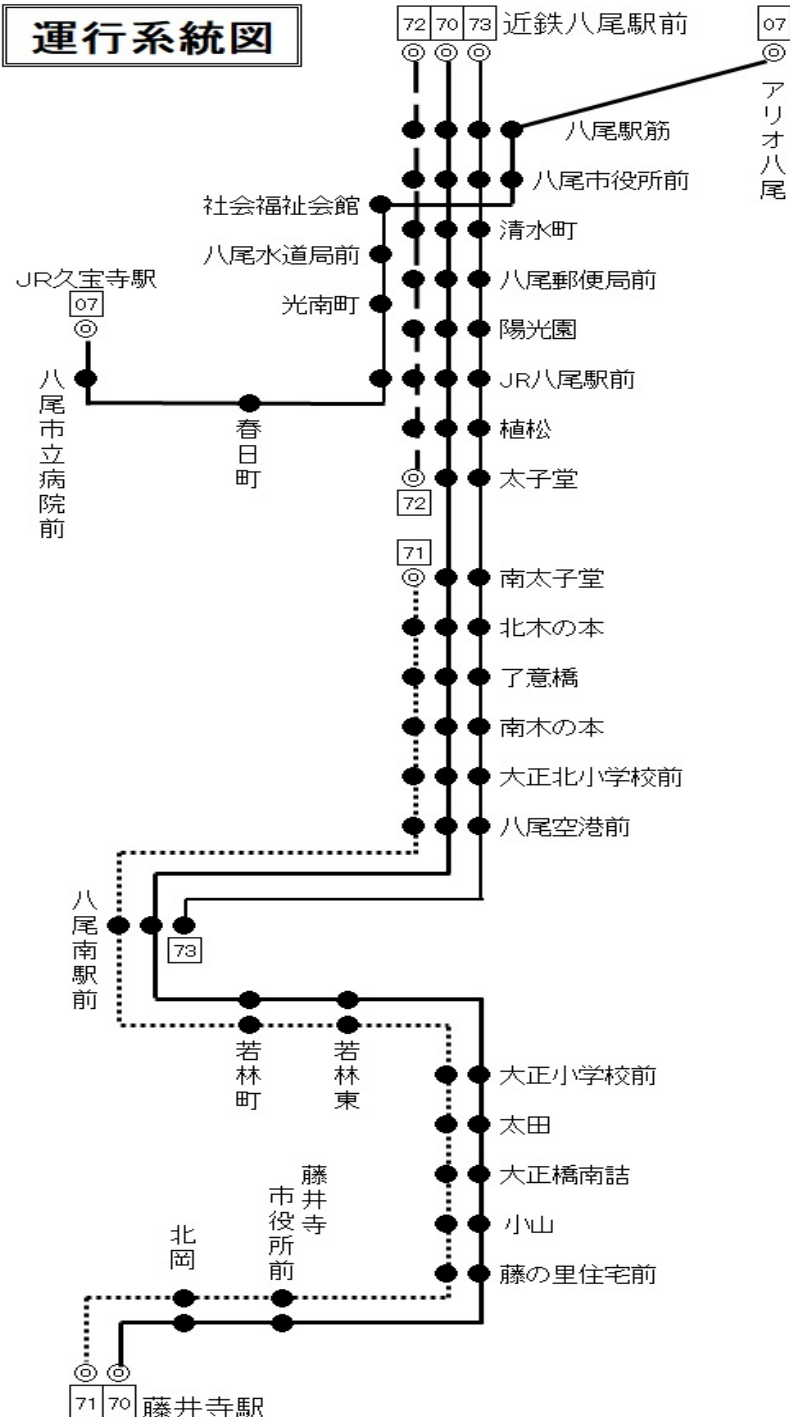 運行系統図
72 70 73 近鉄八尾駅前
07
アリオ八尾
八尾駅筋
八尾市役所前
社会福祉会館
清水町
八尾水道局前
八尾郵便局前
JR久宝寺駅
07
光南町
陽光園
八尾市立病院前
JR八尾駅前
春日町
植松
太子堂
72
71
南太子堂
北木の本
了意橋
南木の本
大正北小学校前
八尾空港前
八尾南駅前
73
若林町
若林東
大正小学校前
太田
大正橋南詰
小山
藤の里住宅前
藤井寺
市役所前
北岡
71 70 藤井寺駅